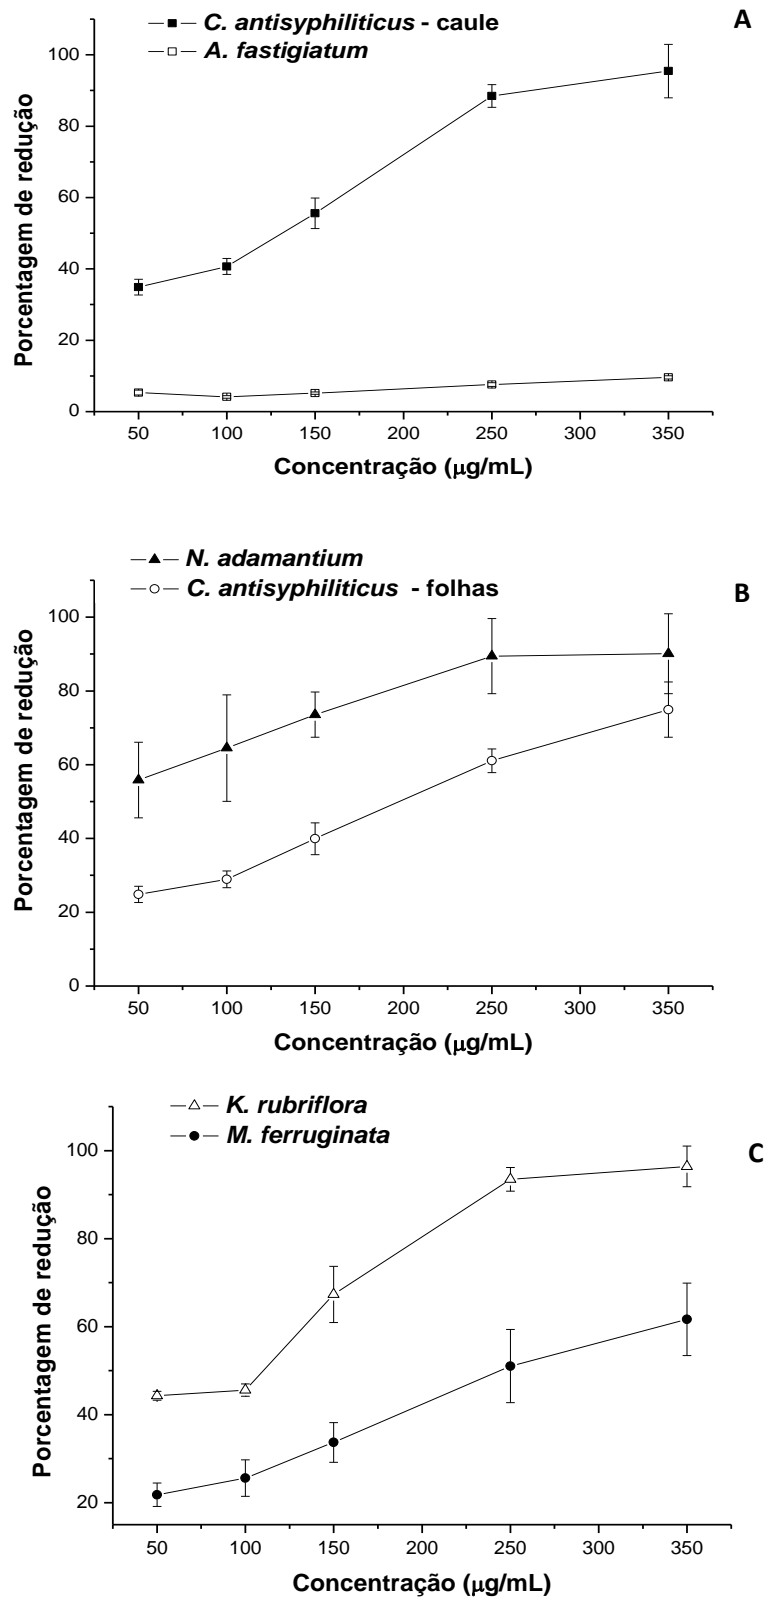 C. antisyphiliticus - caule
A. fastigiatum
A
Porcentagem de redução
100
80
60
40
20
0
50 100 150 200 250 300 350
Concentração (μg/mL)
N. adamantium
C. antisyphiliticus - folhas
B
Porcentagem de redução
100
80
60
40
20
0
50 100 150 200 250 300 350
Concentração (μg/mL)
K. rubriflora
M. ferruginata
C
Porcentagem de redução
100
80
60
40
20
50 100 150 200 250 300 350
Concentração (μg/mL)